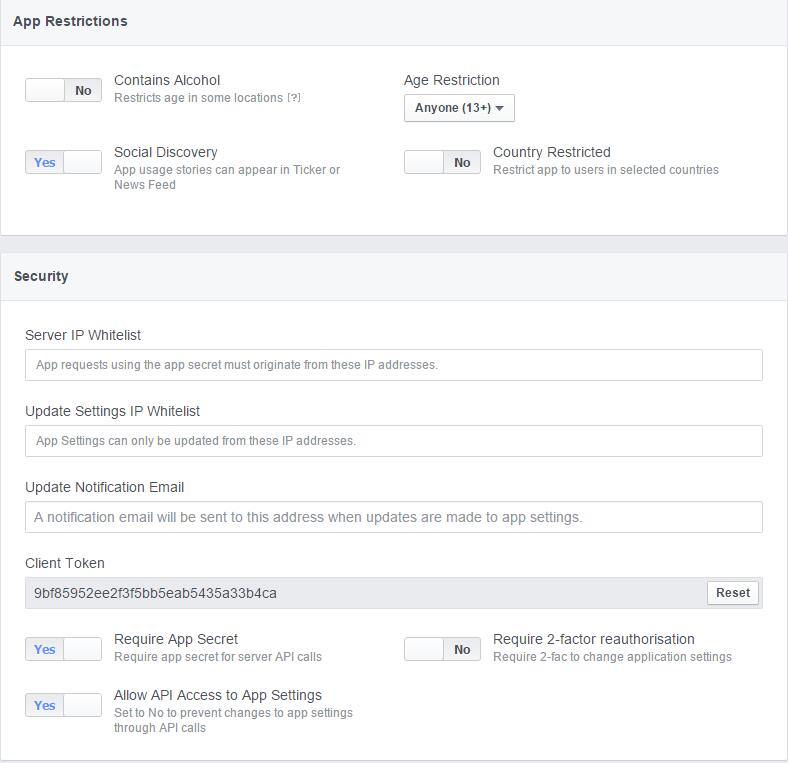 App Restrictions
No
Contains Alcohol
Restricts age in some locations [?]
Age Restriction
Anyone (13+)
Yes
Social Discovery
App usage stories can appear in Ticker or
News Feed
No
Country Restricted
Restrict app to users in selected countries
Security
Server IP Whitelist
App requests using the app secret must originate from these IP addresses.
Update Settings IP Whitelist
App Settings can only be updated from these IP addresses.
Update Notification Email
A notification email will be sent to this address when updates are made to app settings.
Client Token
9bf85952ee2f3f5bb5eab5435a33b4ca
Reset
Yes
Require App Secret
Require app secret for server API calls
No
Require 2-factor reauthorisation
Require 2-fac to change application settings
Yes
Allow API Access to App Settings
Set to No to prevent changes to app settings
through API calls